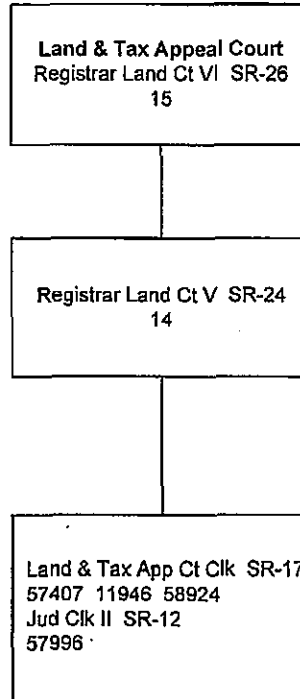 Land & Tax Appeal Court
Registrar Land Ct VI SR-26
15
Registrar Land Ct V SR-24
14
Land & Tax App Ct Clk SR-17
57407 11946 58924
Jud Clk II SR-12
57996